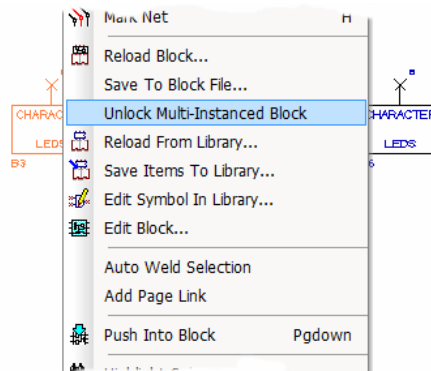 Mark Net H
Reload Block...
Save To Block File...
Unlock Multi-Instanced Block
Reload From Library...
Save Items To Library...
Edit Symbol In Library...
Edit Block...
Auto Weld Selection
Add Page Link
Push Into Block Pgdown
CHARAC
LEDS
B3
HARACTER
LEDS
6